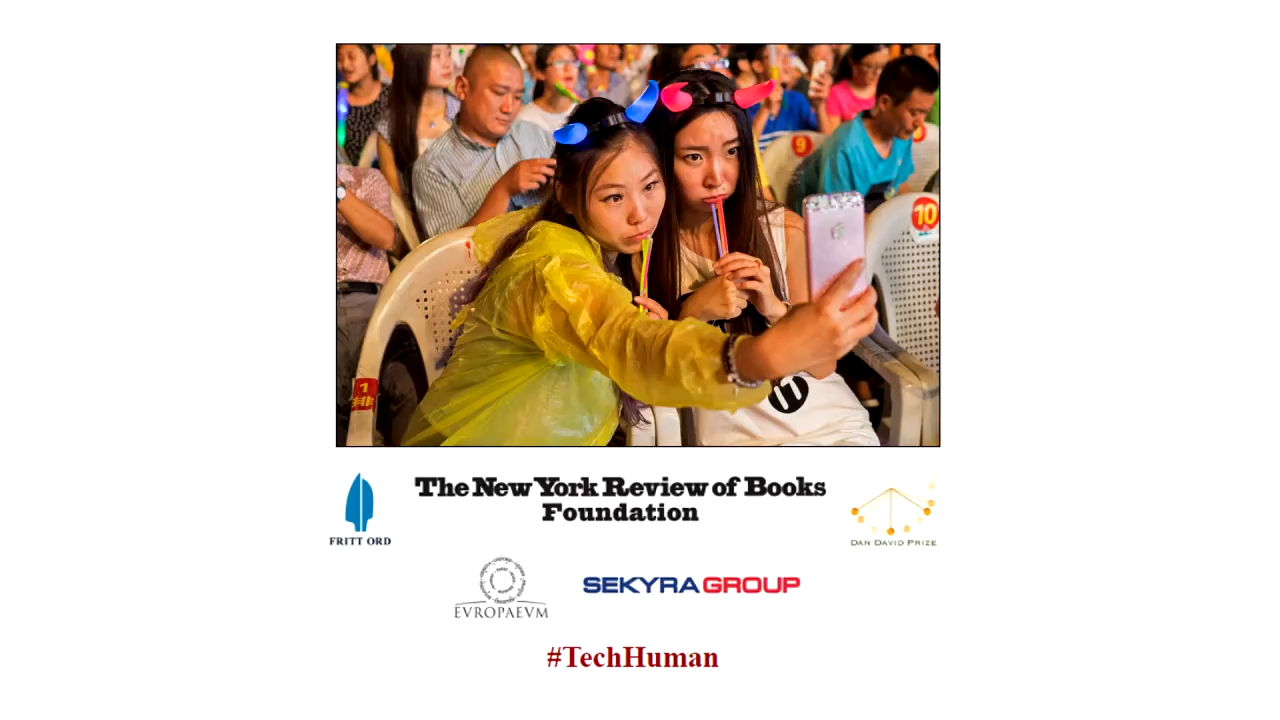 9
10
1
排
FRITT ORD
The New York Review of Books
Foundation
DAN DAVID PRIZE
EVROPAEVM
SEKYRA GROUP
#TechHuman